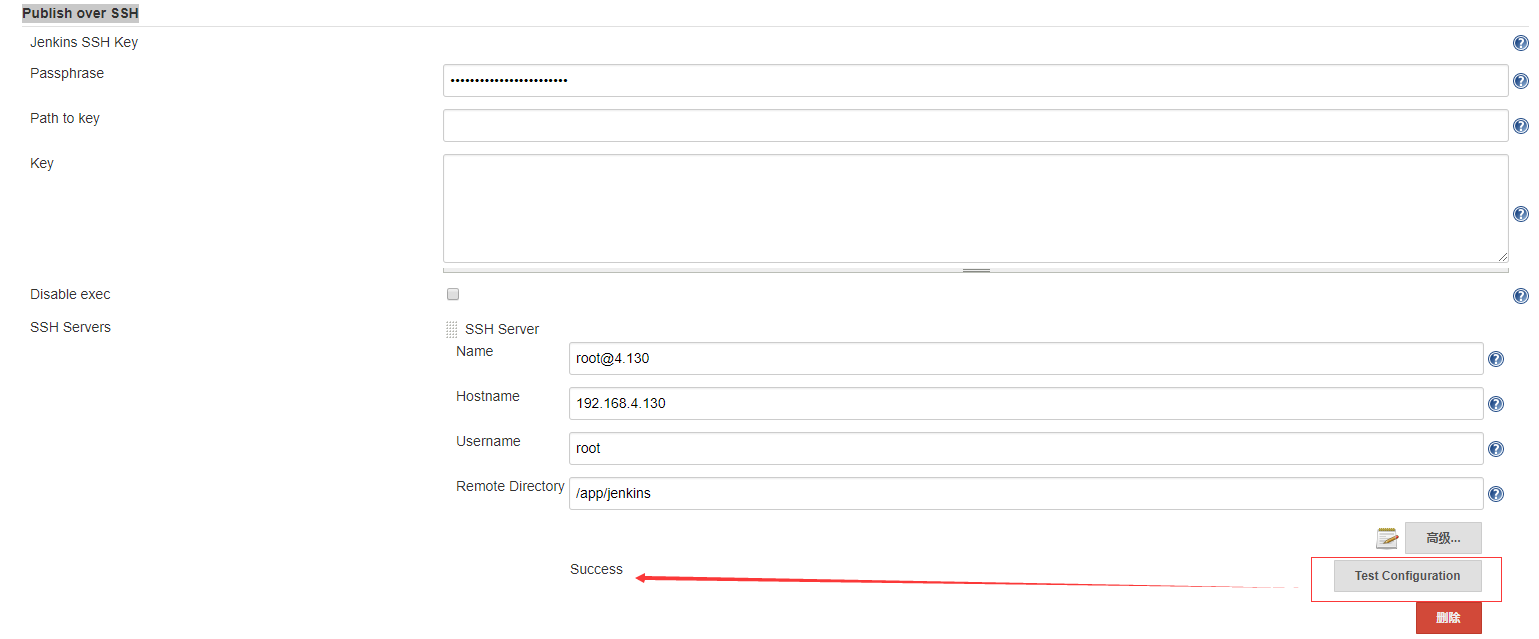 Publish over SSH
Jenkins SSH Key
Passphrase
••••••••••••••••••••••••
Path to key
Key
Disable exec
SSH Servers
SSH Server
Name
root@4.130
Hostname
192.168.4.130
Username
root
Remote Directory
/app/jenkins
高级...
Success
Test Configuration
删除